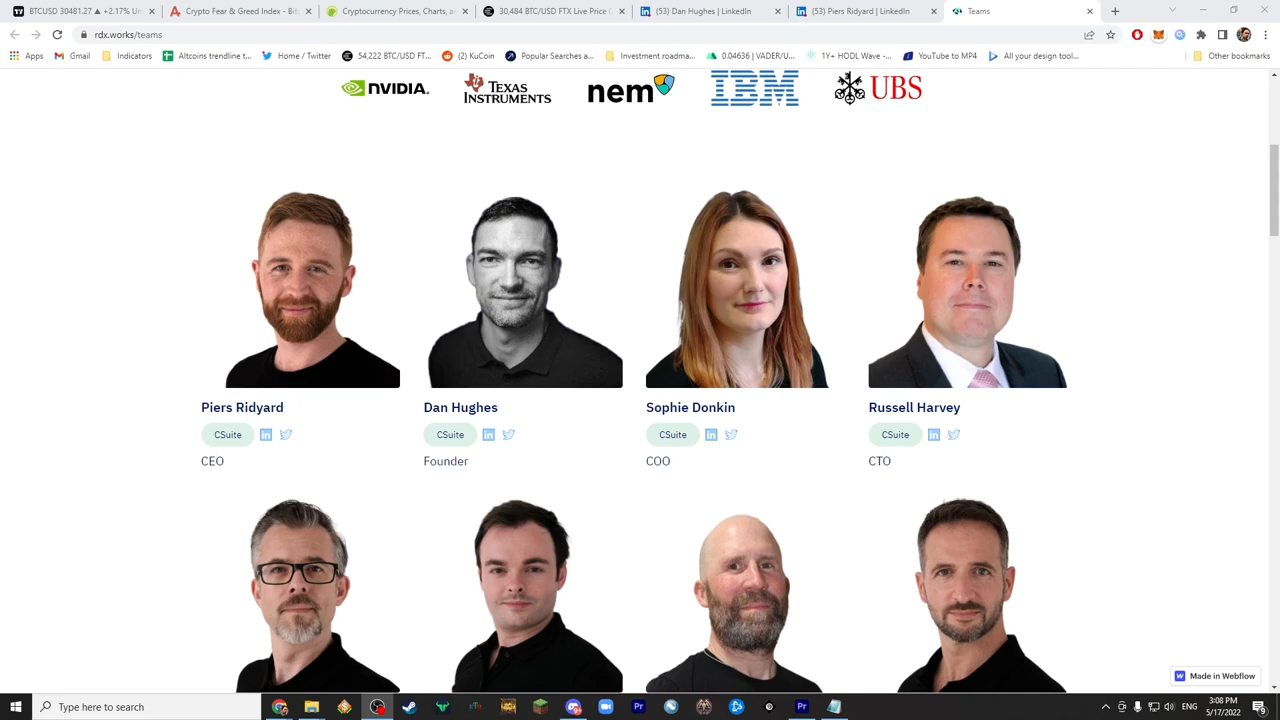 BTCUSD 30481.27 ▲ +2.17% Un
Crypto Fear & Greed Index - Bit
Cryptocurrency Prices, Charts, a
30,484 BTC/USD FTX Live Price
(53) Dan Hughes | LinkedIn
(53) Piers Ridyard | LinkedIn
Teams
rdx.works/teams
Apps
Gmail
Indicators
Altcoins trendline t...
Home / Twitter
54,222 BTC/USD FT...
(2) KuCoin
Popular Searches a...
Investment roadma...
0.04636 | VADER/U...
1Y+ HODL Wave -...
YouTube to MP4
All your design tool...
Other bookmarks
NVIDIA.
TEXAS INSTRUMENTS
nem
IBM
UBS
Piers Ridyard
Dan Hughes
Sophie Donkin
Russell Harvey
CSuite
CSuite
CSuite
CSuite
CEO
Founder
COO
CTO
Made in Webflow
Type here to search
ENG
3:08 PM
5/17/2022